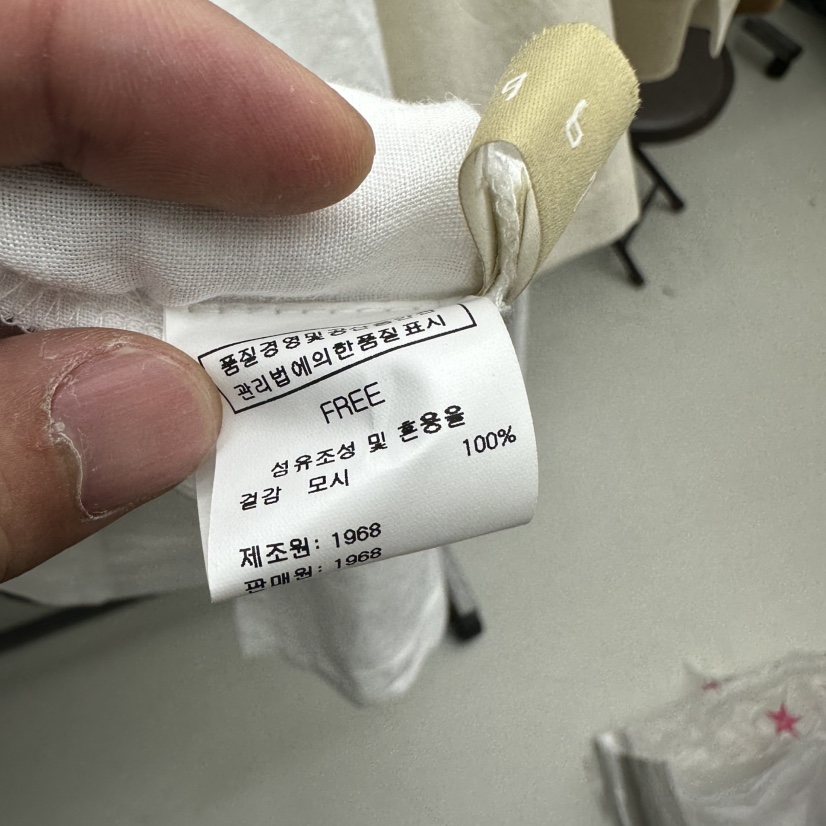 품질경영및공산품안전
관리법에의한품질표시
FREE
섬유조성 및 혼용율
겉감 모시 100%
제조원: 1968
판매원: 1968
9 6